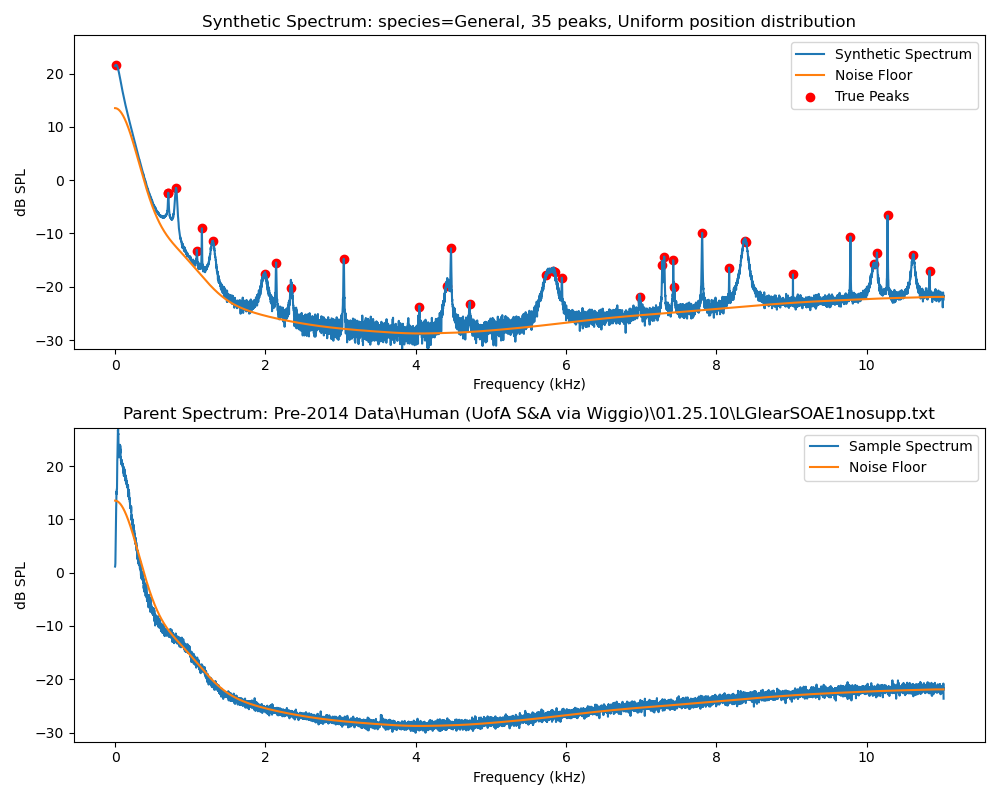 Synthetic Spectrum: species=General, 35 peaks, Uniform position distribution
Synthetic Spectrum
Noise Floor
True Peaks
dB SPL
20
10
0
−10
−20
−30
0 2 4 6 8 10
Frequency (kHz)
Parent Spectrum: Pre-2014 Data\Human (UofA S&A via Wiggio)\01.25.10\LGlearSOAE1nosupp.txt
Sample Spectrum
Noise Floor
dB SPL
20
10
0
−10
−20
−30
0 2 4 6 8 10
Frequency (kHz)